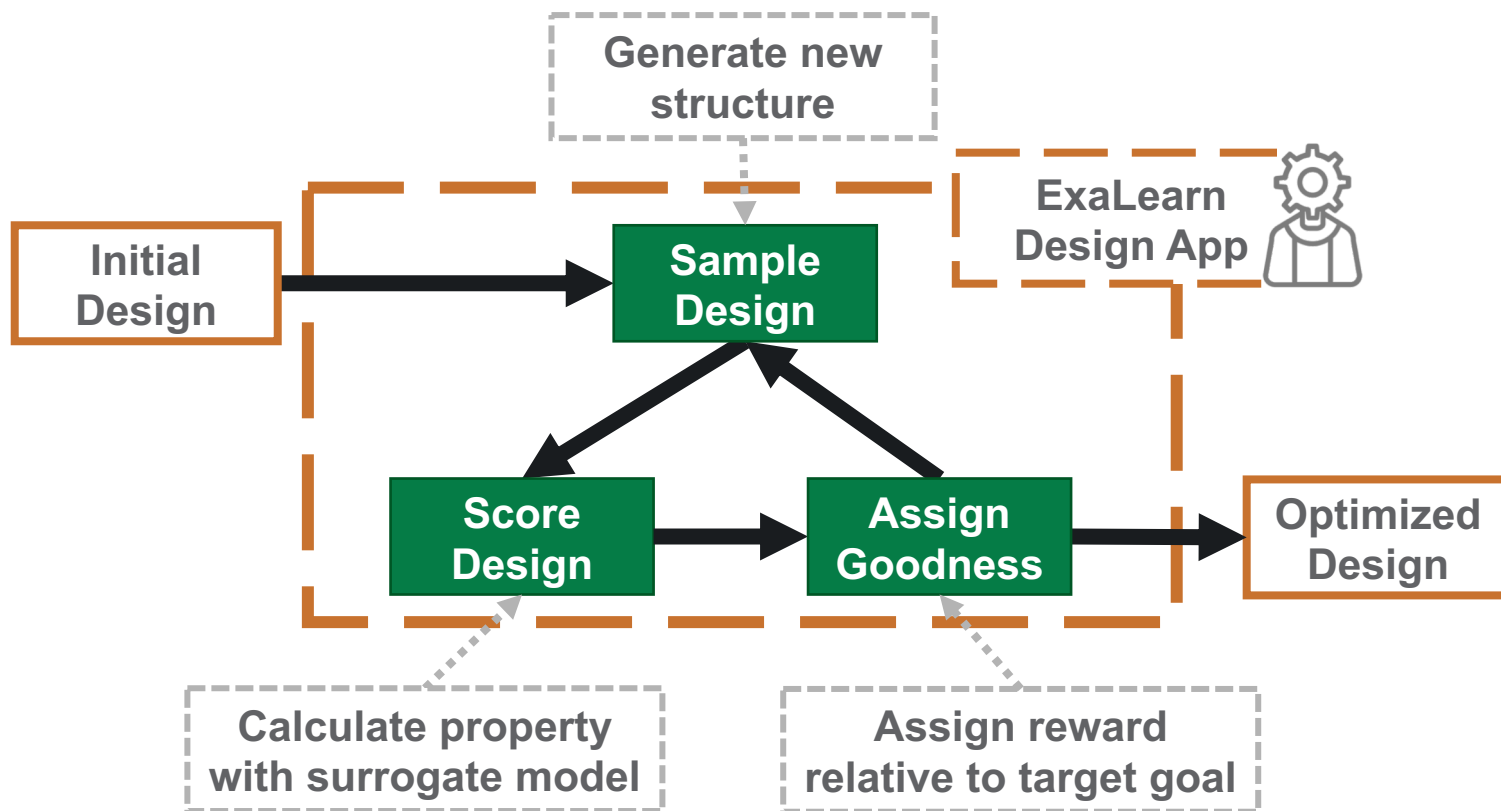 Generate new
structure
ExaLearn
Design App
Initial
Design
Sample
Design
Score
Design
Assign
Goodness
Optimized
Design
Calculate property
with surrogate model
Assign reward
relative to target goal